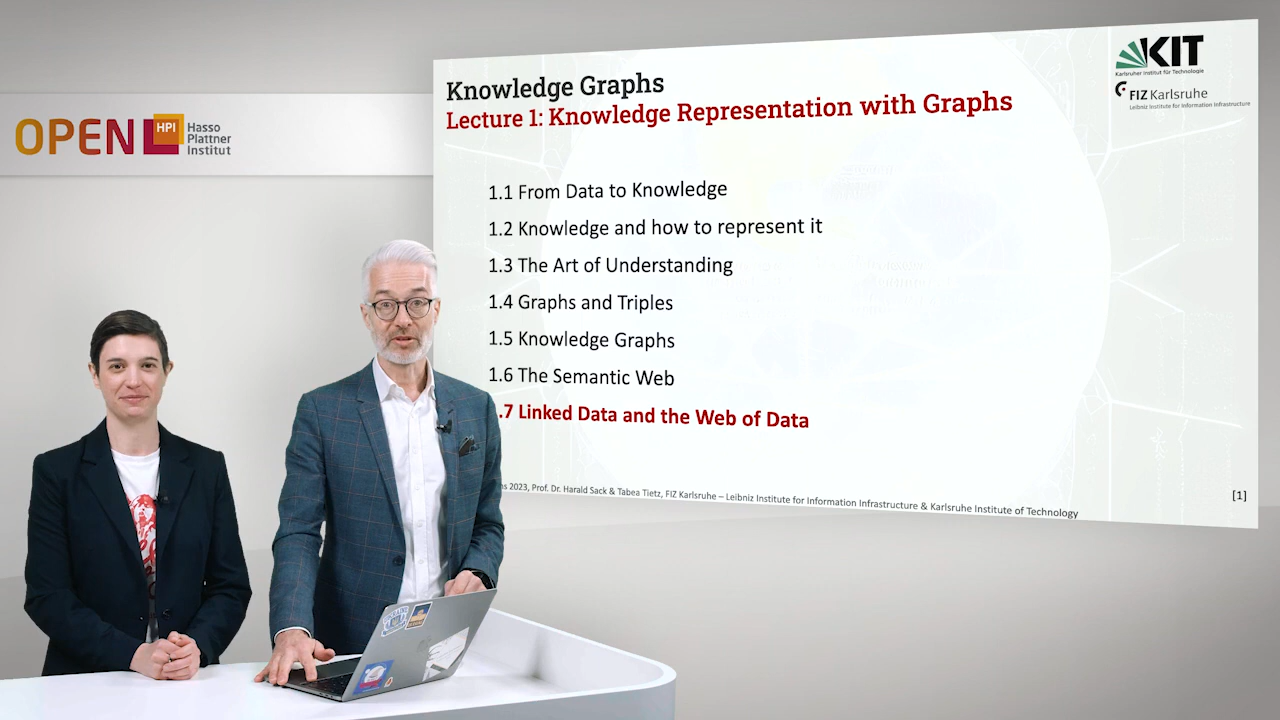 OPEN HPI Hasso
Plattner
Institut
Knowledge Graphs
Lecture 1: Knowledge Representation with Graphs
KIT
Karlsruher Institut für Technologie
FIZ Karlsruhe
Leibniz Institute for Information Infrastructure
1.1 From Data to Knowledge
1.2 Knowledge and how to represent it
1.3 The Art of Understanding
1.4 Graphs and Triples
1.5 Knowledge Graphs
1.6 The Semantic Web
.7 Linked Data and the Web of Data
2023, Prof. Dr. Harald Sack & Tabea Tietz, FIZ Karlsruhe – Leibniz Institute for Information Infrastructure & Karlsruhe Institute of Technology
[1]